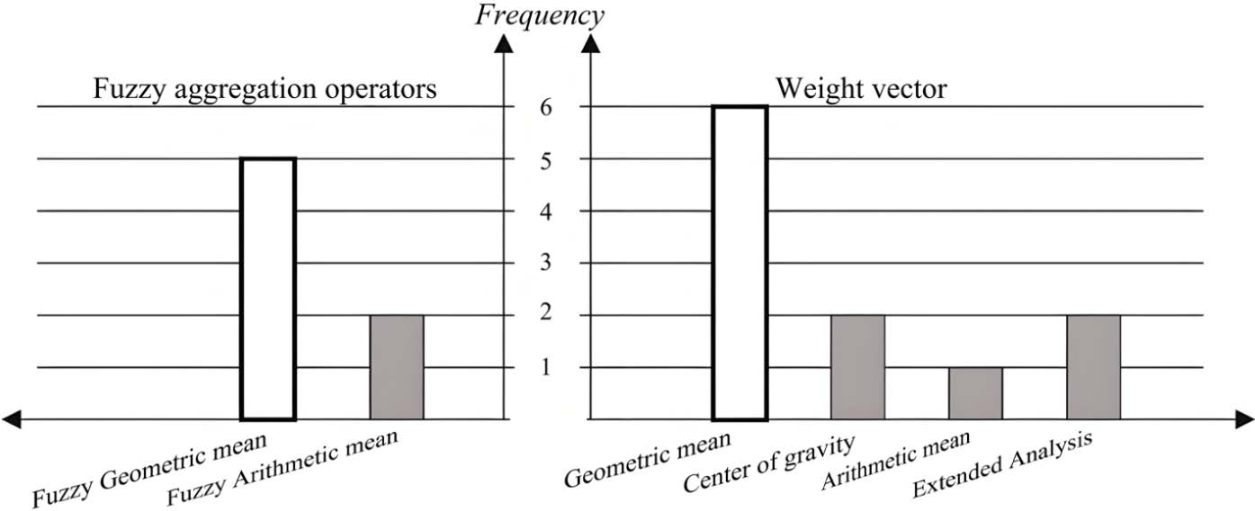 Frequency
Fuzzy aggregation operators
Weight vector
6
5
4
3
2
1
Fuzzy Geometric mean
Fuzzy Arithmetic mean
Geometric mean
Center of gravity
Arithmetic mean
Extended Analysis